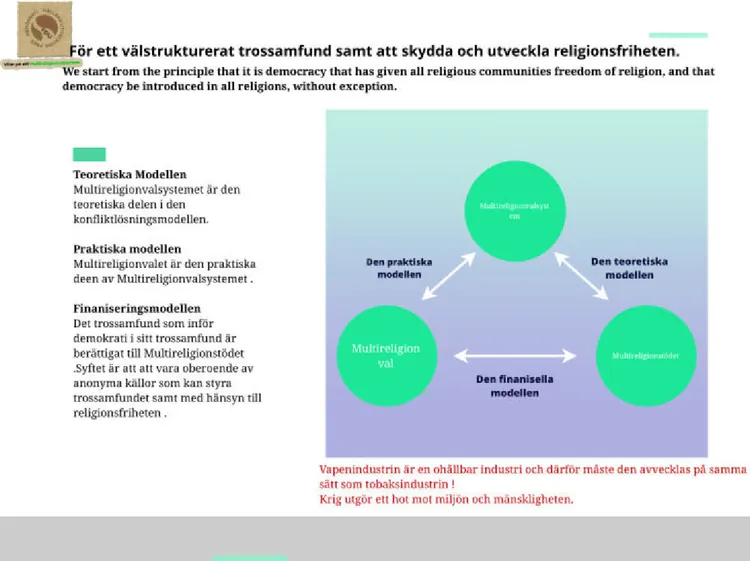 För ett välstrukturerat trossamfund samt att skydda och utveckla religionsfriheten.
We start from the principle that it is democracy that has given all religious communities freedom of religion, and that
democracy be introduced in all religions, without exception.
Teoretiska Modellen
Multireligionvalsystemet är den
teoretiska delen i den
konfliktlösningsmodellen.
Praktiska modellen
Multireligionvalet är den praktiska
deen av Multireligionvalsystemet .
Finaniseringsmodellen
Det trossamfund som inför
demokrati i sitt trossamfund är
berättigat till Multireligionstödet
.Syftet är att att vara oberoende av
anonyma källor som kan styra
trossamfundet samt med hänsyn till
religionsfriheten .
Multireligionvalsyst
em
Den praktiska
modellen
Den teoretiska
modellen
Multireligion
val
Multireligionstödet
Den finanisella
modellen
Vapenindustrin är en ohållbar industri och därför måste den avvecklas på samma
sätt som tobaksindustrin !
Krig utgör ett hot mot miljön och mänskligheten.